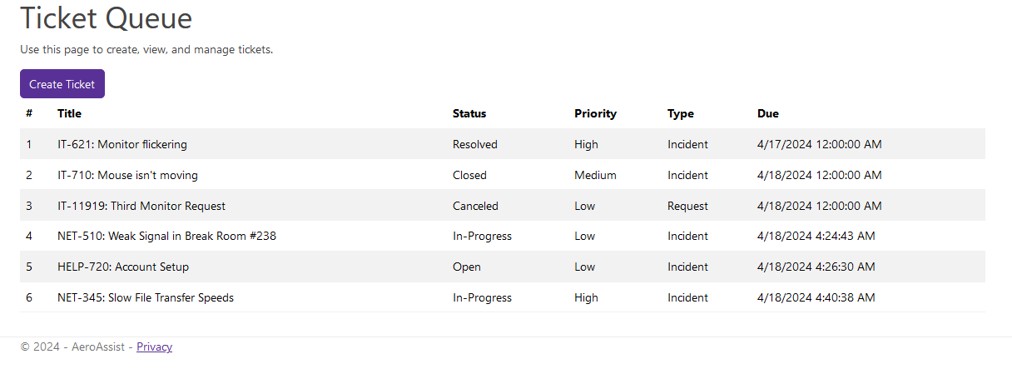 Ticket Queue
Use this page to create, view, and manage tickets.
Create Ticket
# Title Status Priority Type Due
1 IT-621: Monitor flickering Resolved High Incident 4/17/2024 12:00:00 AM
2 IT-710: Mouse isn't moving Closed Medium Incident 4/18/2024 12:00:00 AM
3 IT-11919: Third Monitor Request Canceled Low Request 4/18/2024 12:00:00 AM
4 NET-510: Weak Signal in Break Room #238 In-Progress Low Incident 4/18/2024 4:24:43 AM
5 HELP-720: Account Setup Open Low Incident 4/18/2024 4:26:30 AM
6 NET-345: Slow File Transfer Speeds In-Progress High Incident 4/18/2024 4:40:38 AM
© 2024 - AeroAssist - Privacy